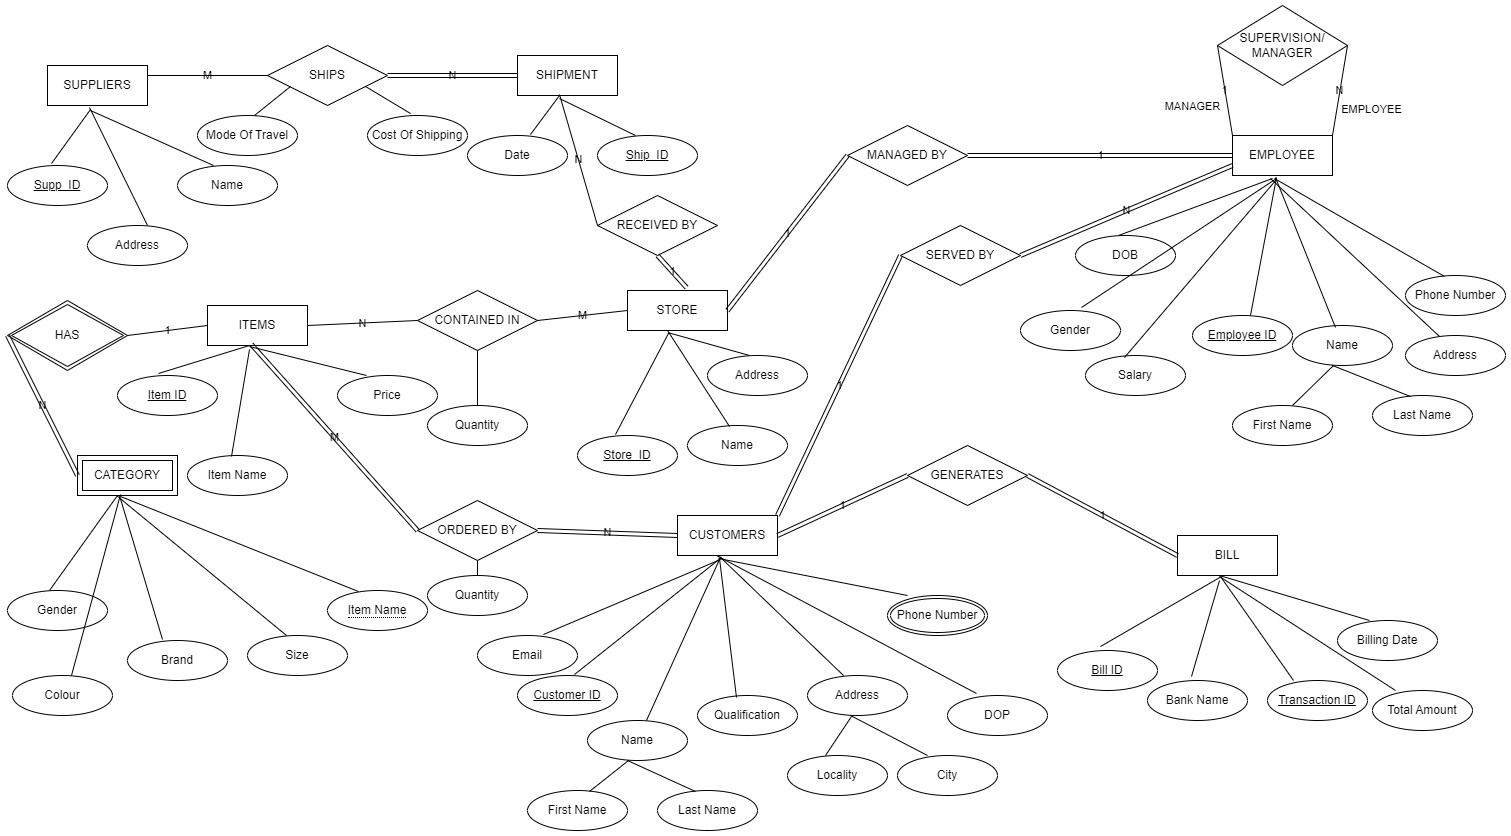 SUPERVISION/
MANAGER
SUPPLIERS
M
SHIPS
N
SHIPMENT
1
N
MANAGER
EMPLOYEE
Mode Of Travel
Cost Of Shipping
Date
Ship_ID
N
MANAGED BY
1
EMPLOYEE
Supp_ID
Name
Address
RECEIVED BY
1
1
N
SERVED BY
DOB
1
Phone Number
HAS
1
ITEMS
N
CONTAINED IN
M
STORE
Gender
Employee ID
Name
Address
Salary
Item ID
Price
Address
1
N
Quantity
First Name
Last Name
M
Store_ID
Name
CATEGORY
Item Name
GENERATES
1
1
ORDERED BY
N
CUSTOMERS
BILL
Quantity
Gender
Item Name
Phone Number
Brand
Size
Email
Billing Date
Bill ID
Colour
Customer ID
Address
Qualification
DOP
Bank Name
Transaction ID
Total Amount
Name
Locality
City
First Name
Last Name